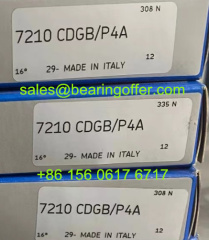 308 N
7210 CDGB/P4A
12
16* 29- MADE IN ITALY
sales@bearingoffer.com
335 N
7210 CDGB/P4A
12
16* 29- MADE IN ITALY
+86 156 0617 6717
308 N
7210 CDGB/P4A
12
16* 29- MADE IN ITALY